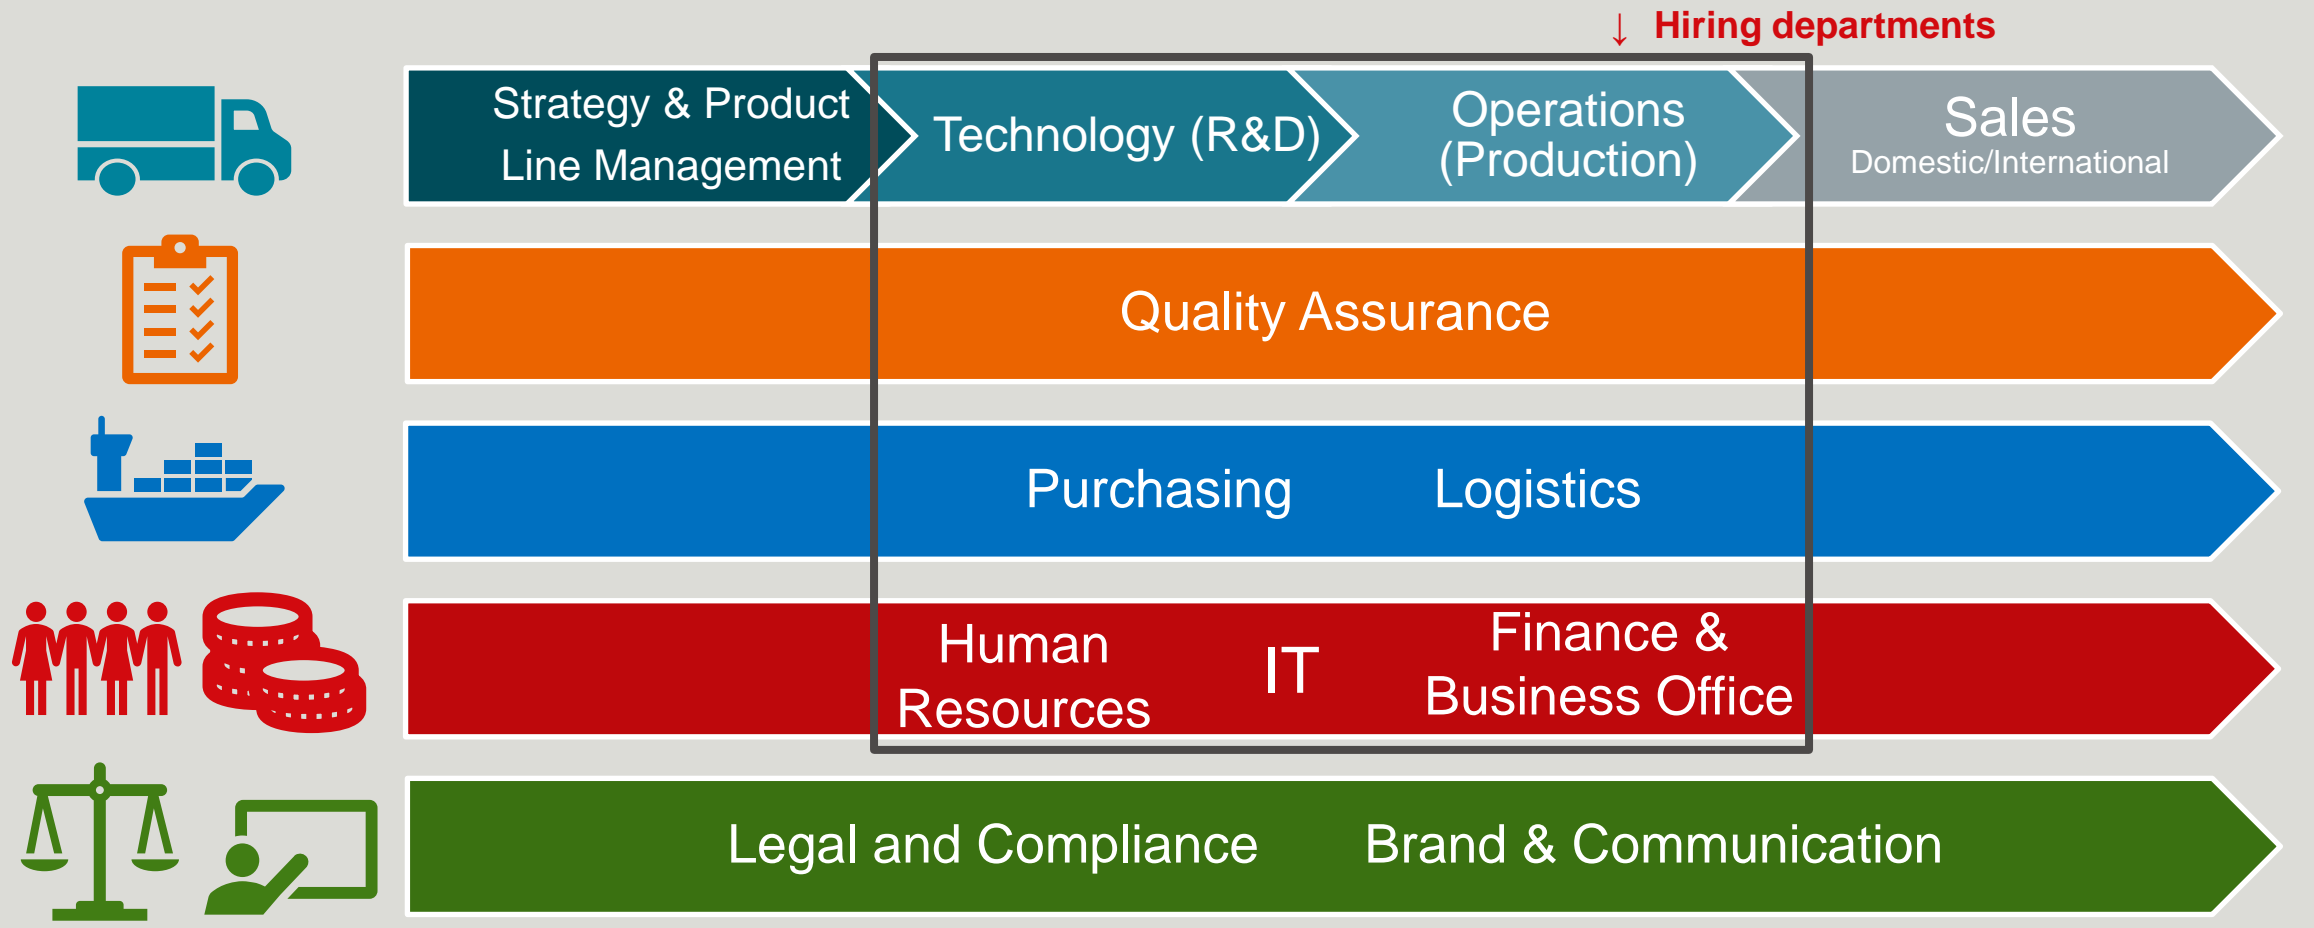 ↓ Hiring departments
Strategy & Product
Line Management
Technology (R&D)
Operations
(Production)
Sales
Domestic/International
Quality Assurance
Purchasing
Logistics
Human
Resources
IT
Finance &
Business Office
Legal and Compliance
Brand & Communication